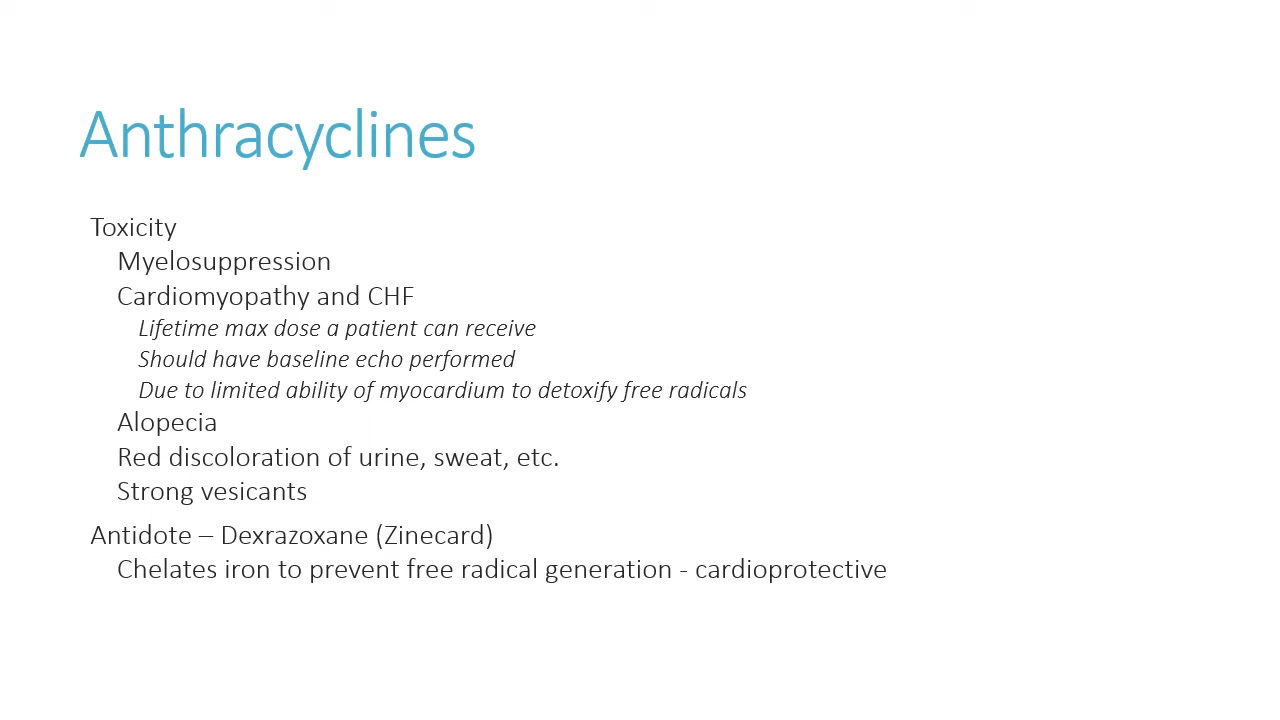 Anthracyclines
Toxicity
Myelosuppression
Cardiomyopathy and CHF
Lifetime max dose a patient can receive
Should have baseline echo performed
Due to limited ability of myocardium to detoxify free radicals
Alopecia
Red discoloration of urine, sweat, etc.
Strong vesicants
Antidote – Dexrazoxane (Zinecard)
Chelates iron to prevent free radical generation - cardioprotective